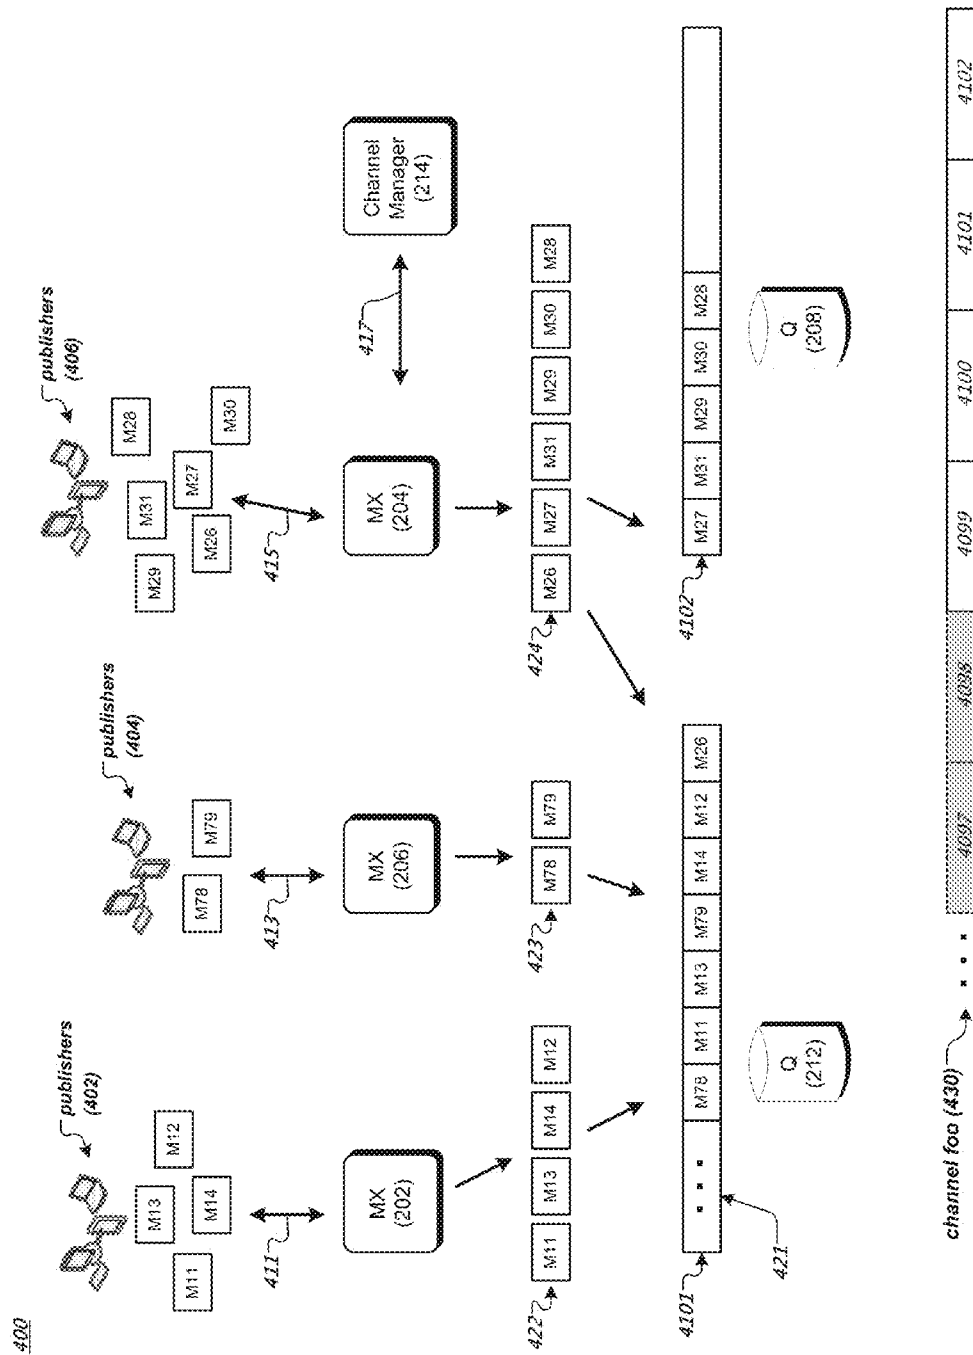 400
publishers
(402)
publishers
(404)
publishers
(406)
M11
M13
M14
M12
M78
M79
M29
M31
M26
M27
M28
M30
411
413
415
417
MX
(202)
MX
(206)
MX
(204)
Channel
Manager
(214)
422
M11
M13
M14
M12
423
M78
M79
424
M26
M27
M31
M29
M30
M28
4101
M78
M11
M13
M79
M14
M12
M26
421
4102
M27
M31
M29
M30
M28
Q
(212)
Q
(208)
channel foo (430)
4097
4098
4099
4100
4101
4102